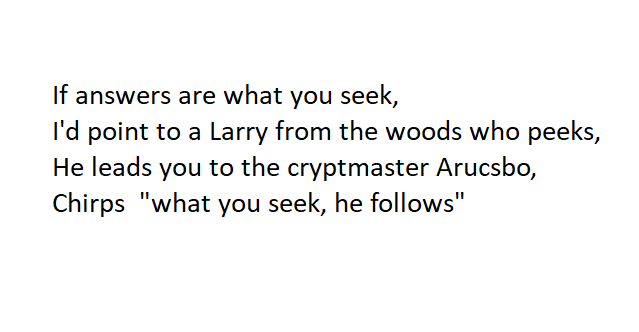 If answers are what you seek,
I'd point to a Larry from the woods who peeks,
He leads you to the cryptmaster Arucsbo,
Chirps  "what you seek, he follows"